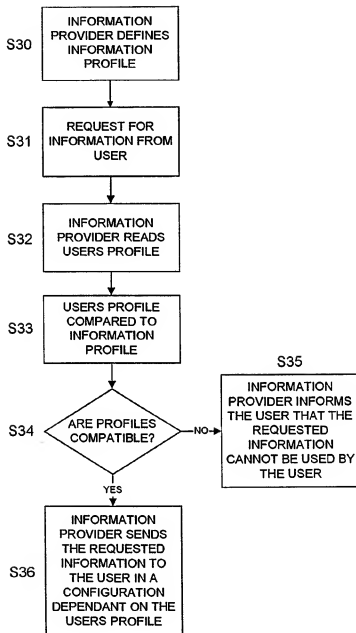 S30
INFORMATION
PROVIDER DEFINES
INFORMATION
PROFILE
S31
REQUEST FOR
INFORMATION FROM
USER
S32
INFORMATION
PROVIDER READS
USERS PROFILE
S33
USERS PROFILE
COMPARED TO
INFORMATION
PROFILE
S34
ARE PROFILES
COMPATIBLE?
NO
S35
INFORMATION
PROVIDER INFORMS
THE USER THAT THE
REQUESTED
INFORMATION
CANNOT BE USED BY
THE USER
YES
S36
INFORMATION
PROVIDER SENDS
THE REQUESTED
INFORMATION TO
THE USER IN A
CONFIGURATION
DEPENDANT ON THE
USERS PROFILE